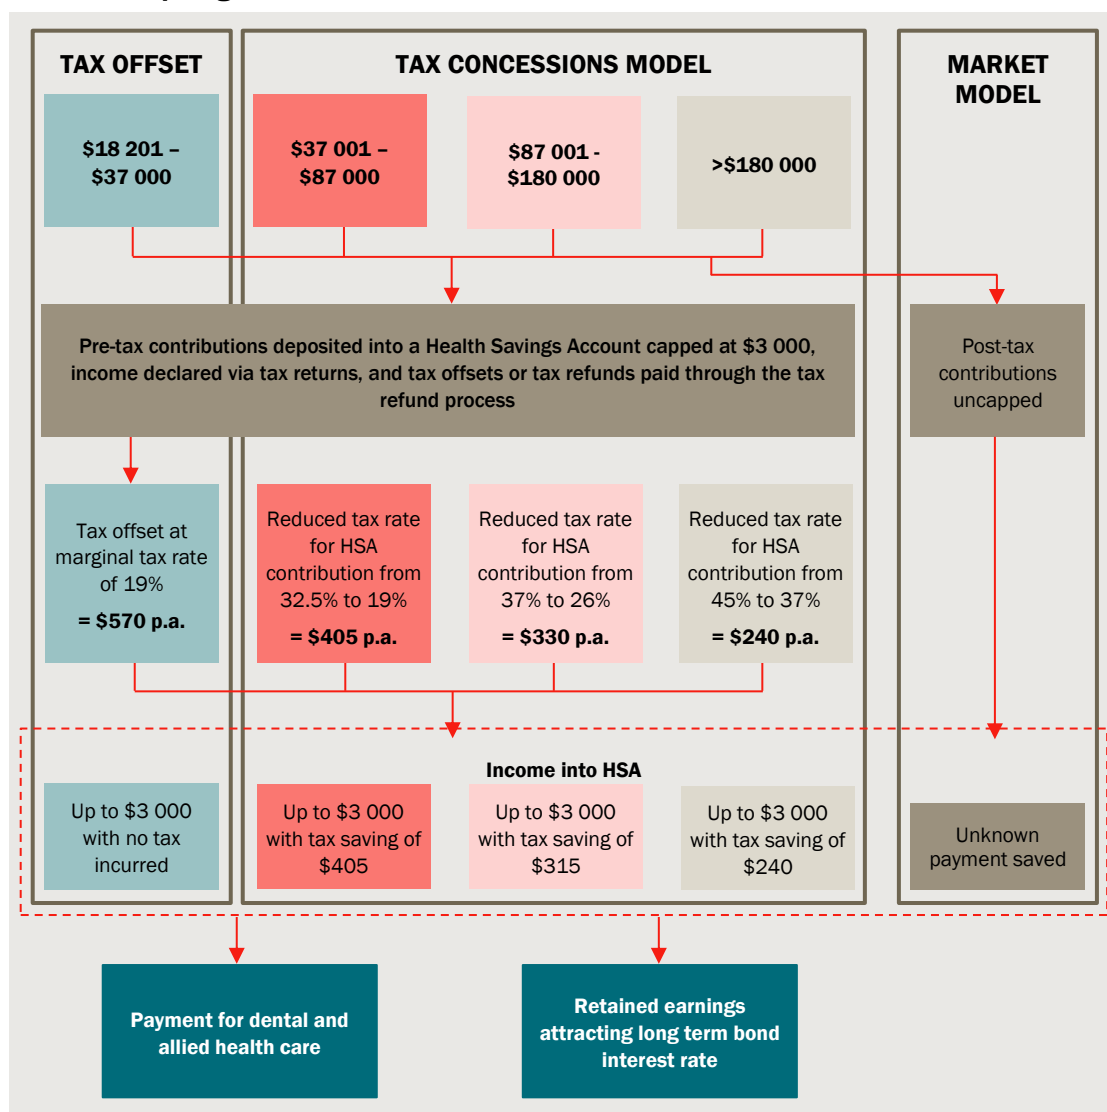 TAX OFFSET
TAX CONCESSIONS MODEL
MARKET
MODEL
$18 201 –
$37 000
$37 001 –
$87 000
$87 001 -
$180 000
>$180 000
Pre-tax contributions deposited into a Health Savings Account capped at $3 000,
income declared via tax returns, and tax offsets or tax refunds paid through the tax
refund process
Post-tax
contributions
uncapped
Tax offset at
marginal tax rate
of 19%
= $570 p.a.
Reduced tax rate
for HSA
contribution from
32.5% to 19%
= $405 p.a.
Reduced tax rate
for HSA
contribution from
37% to 26%
= $330 p.a.
Reduced tax rate
for HSA
contribution from
45% to 37%
= $240 p.a.
Income into HSA
Up to $3 000
with no tax
incurred
Up to $3 000
with tax saving of
$405
Up to $3 000
with tax saving of
$315
Up to $3 000
with tax saving of
$240
Unknown
payment saved
Payment for dental and
allied health care
Retained earnings
attracting long term bond
interest rate